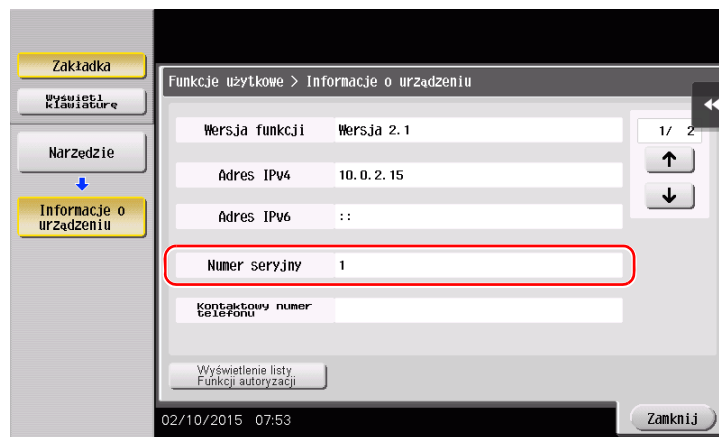 Zakładka
Wyświetl
klawiaturę
Narzędzie
Informacje o
urządzeniu
Funkcje użytkowe > Informacje o urządzeniu
Wersja funkcji Wersja 2.1
Adres IPv4 10.0.2.15
Adres IPv6 ::
Numer seryjny 1
Kontaktowy numer
telefonu
1/ 2
Wyświetlenie listy
Funkcji autoryzacji
02/10/2015 07:53
Zamknij